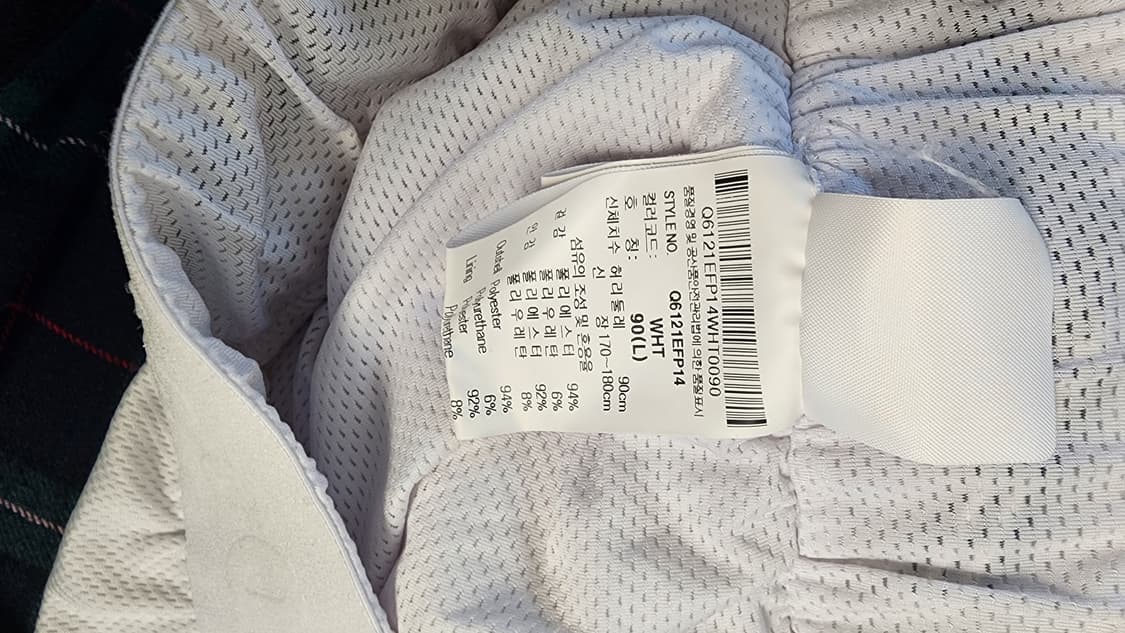 Q6121EFP14WHT0090
품질경영 및 공산품안전관리법에 의한 품질표시
STYLE NO. Q6121EFP14
컬러코드 : WHT
호 칭 : 90(L)
신체치수 허리둘레 90cm
신 장 170~180cm
섬유의 조성 및 혼용율
겉감 폴리에스터 94%
폴리우레탄 6%
안감 폴리에스터 92%
폴리우레탄 8%
Outshell Polyester 94%
Polyurethane 6%
Lining Polyester 92%
Polyurethane 8%